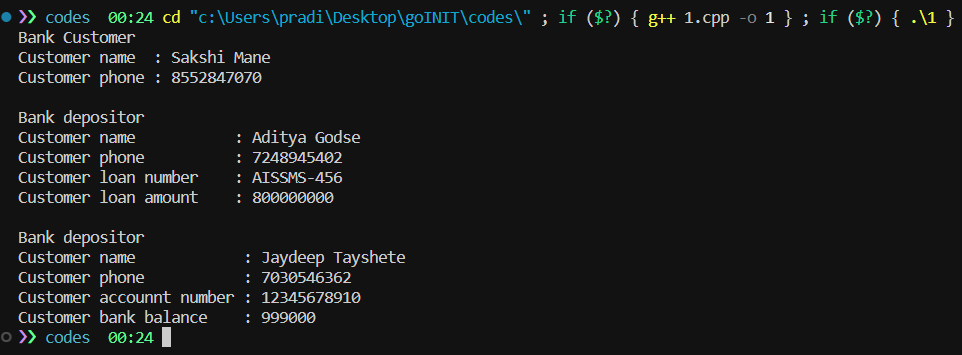 ❯❯ codes  00:24 cd "c:\Users\pradi\Desktop\goINIT\codes\" ; if ($?) { g++ 1.cpp -o 1 } ; if ($?) { .\1 }
Bank Customer
Customer name  : Sakshi Mane
Customer phone : 8552847070

Bank depositor
Customer name           : Aditya Godse
Customer phone          : 7248945402
Customer loan number    : AISSMS-456
Customer loan amount    : 800000000

Bank depositor
Customer name            : Jaydeep Tayshete
Customer phone           : 7030546362
Customer accounnt number : 12345678910
Customer bank balance    : 999000
❯❯ codes  00:24